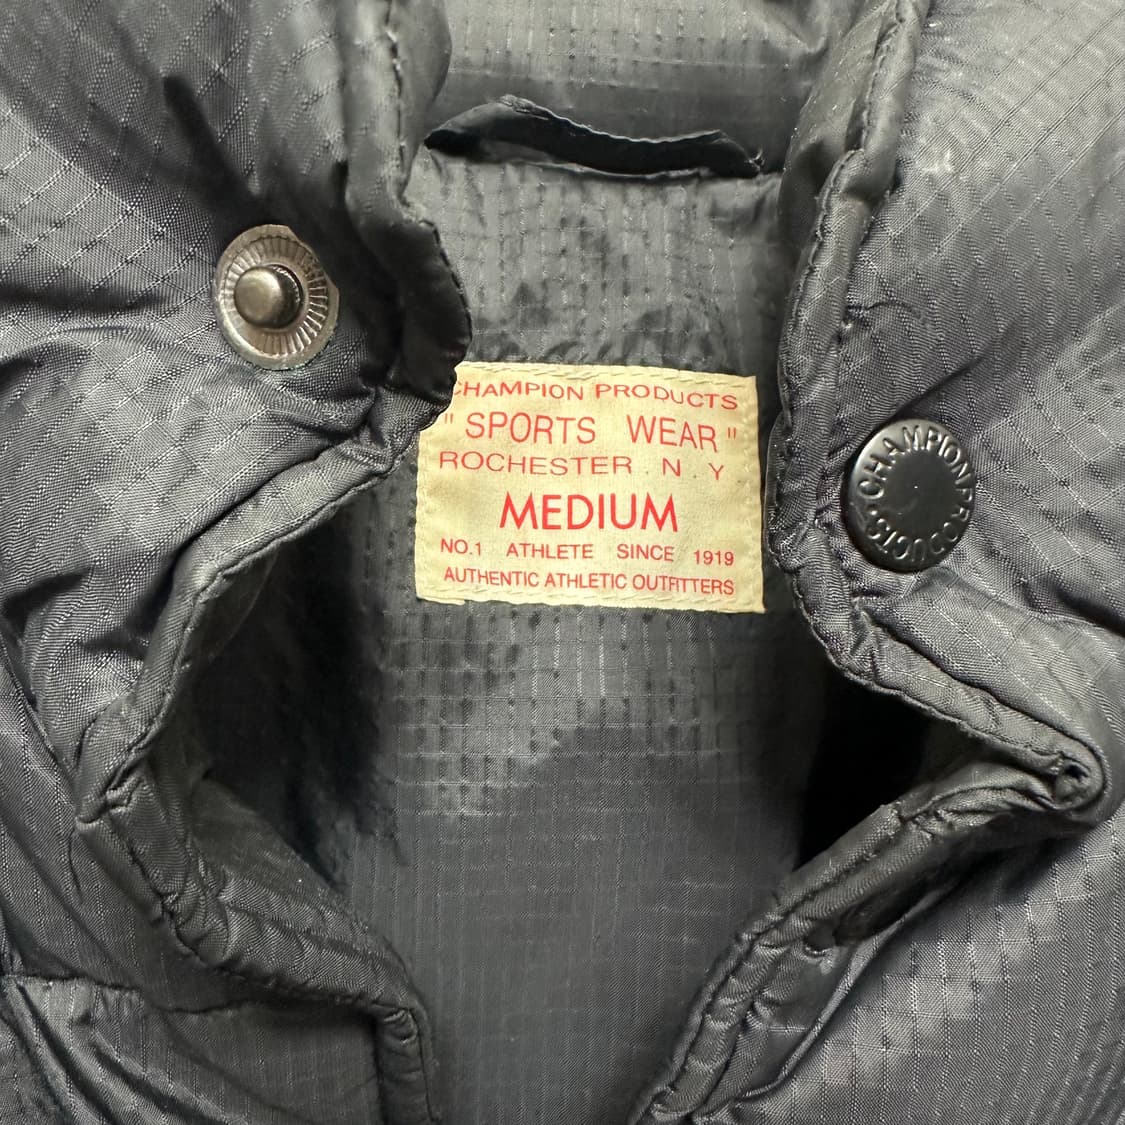 CHAMPION PRODUCTS
" SPORTS WEAR "
ROCHESTER N Y
MEDIUM
NO.1 ATHLETE SINCE 1919
AUTHENTIC ATHLETIC OUTFITTERS
CHAMPION PRODUCTS •